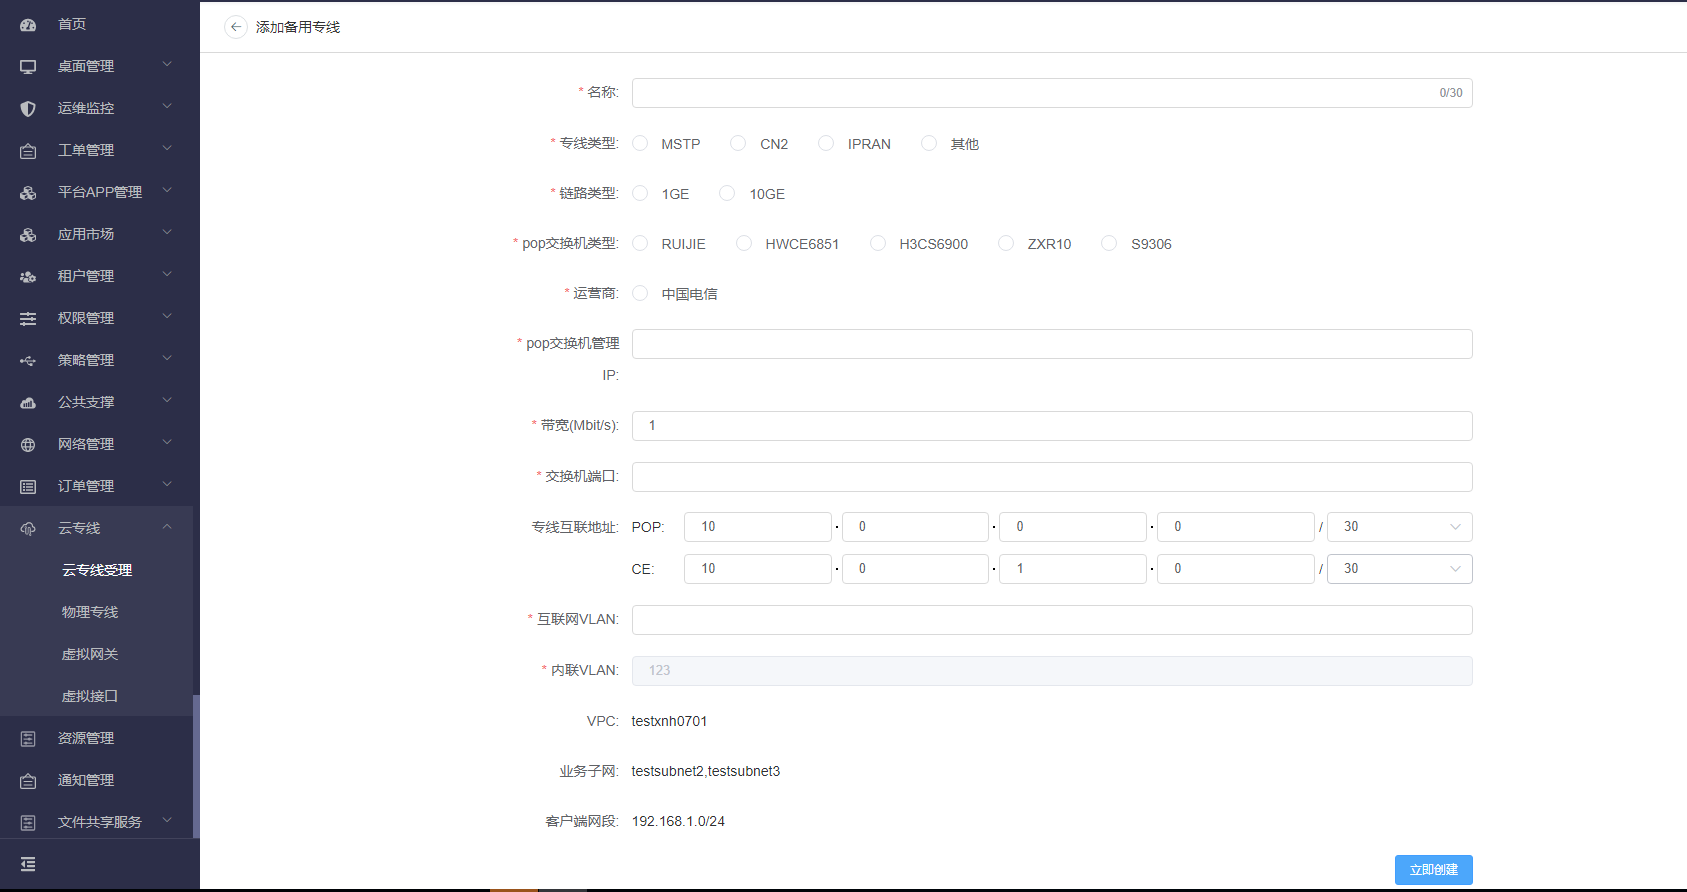 首页
桌面管理
运维监控
工单管理
平台APP管理
应用市场
租户管理
权限管理
策略管理
公共支撑
网络管理
订单管理
云专线
云专线受理
物理专线
虚拟网关
虚拟接口
资源管理
通知管理
文件共享服务
添加备用专线
* 名称: 0/30
* 专线类型: MSTP CN2 IPRAN 其他
* 链路类型: 1GE 10GE
* pop交换机类型: RUIJIE HWCE6851 H3CS6900 ZXR10 S9306
* 运营商: 中国电信
* pop交换机管理
IP:
* 带宽(Mbit/s): 1
* 交换机端口:
专线互联地址: POP: 10 . 0 . 0 . 0 / 30
CE: 10 . 0 . 1 . 0 / 30
* 互联网VLAN:
* 内联VLAN: 123
VPC: testxnh0701
业务子网: testsubnet2,testsubnet3
客户端网段: 192.168.1.0/24
立即创建